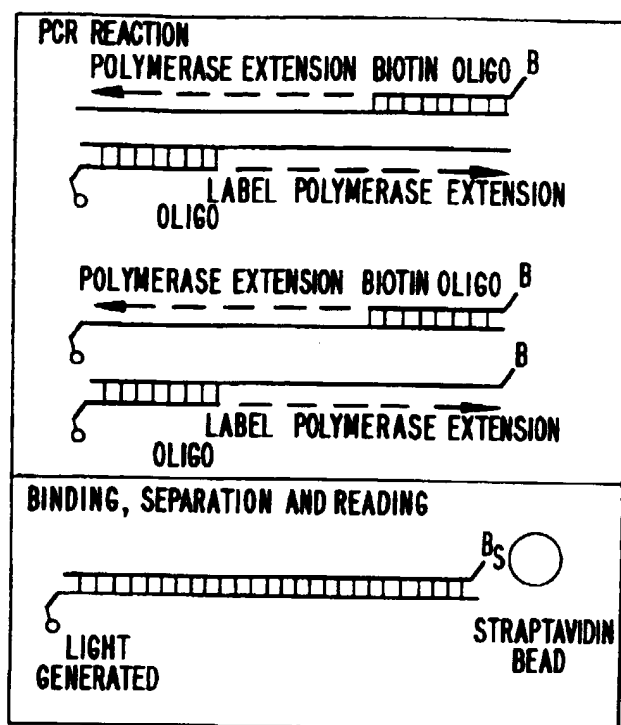 PCR REACTION
POLYMERASE EXTENSION BIOTIN OLIGO B
LABEL POLYMERASE EXTENSION
OLIGO
POLYMERASE EXTENSION BIOTIN OLIGO B
B
LABEL POLYMERASE EXTENSION
OLIGO
BINDING, SEPARATION AND READING
B S
LIGHT
GENERATED
STRAPTAVIDIN
BEAD